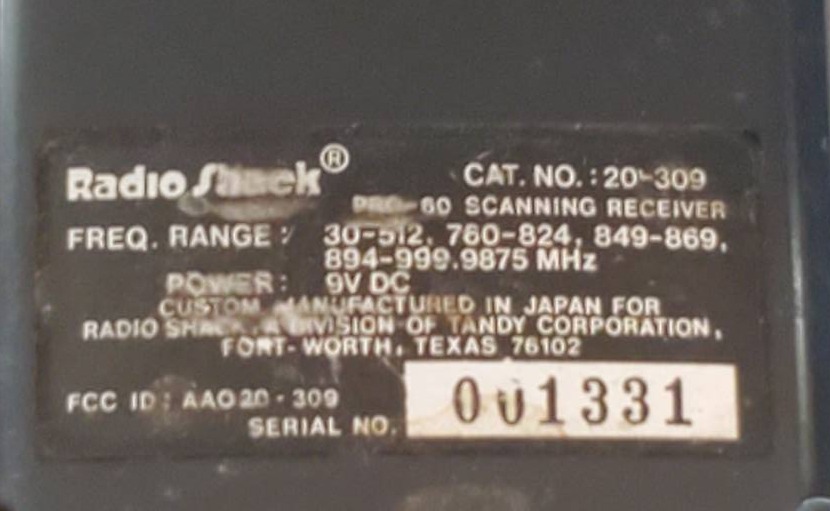 Radio Shack®
CAT. NO.: 20-309
PRO-60 SCANNING RECEIVER
FREQ. RANGE: 30-512, 760-824, 849-869,
894-999.9875 MHz
POWER: 9V DC
CUSTOM MANUFACTURED IN JAPAN FOR
RADIO SHACK, A DIVISION OF TANDY CORPORATION,
FORT-WORTH, TEXAS 76102
FCC ID: AAO20-309
SERIAL NO. 001331